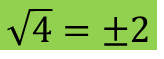 √4 = ±2